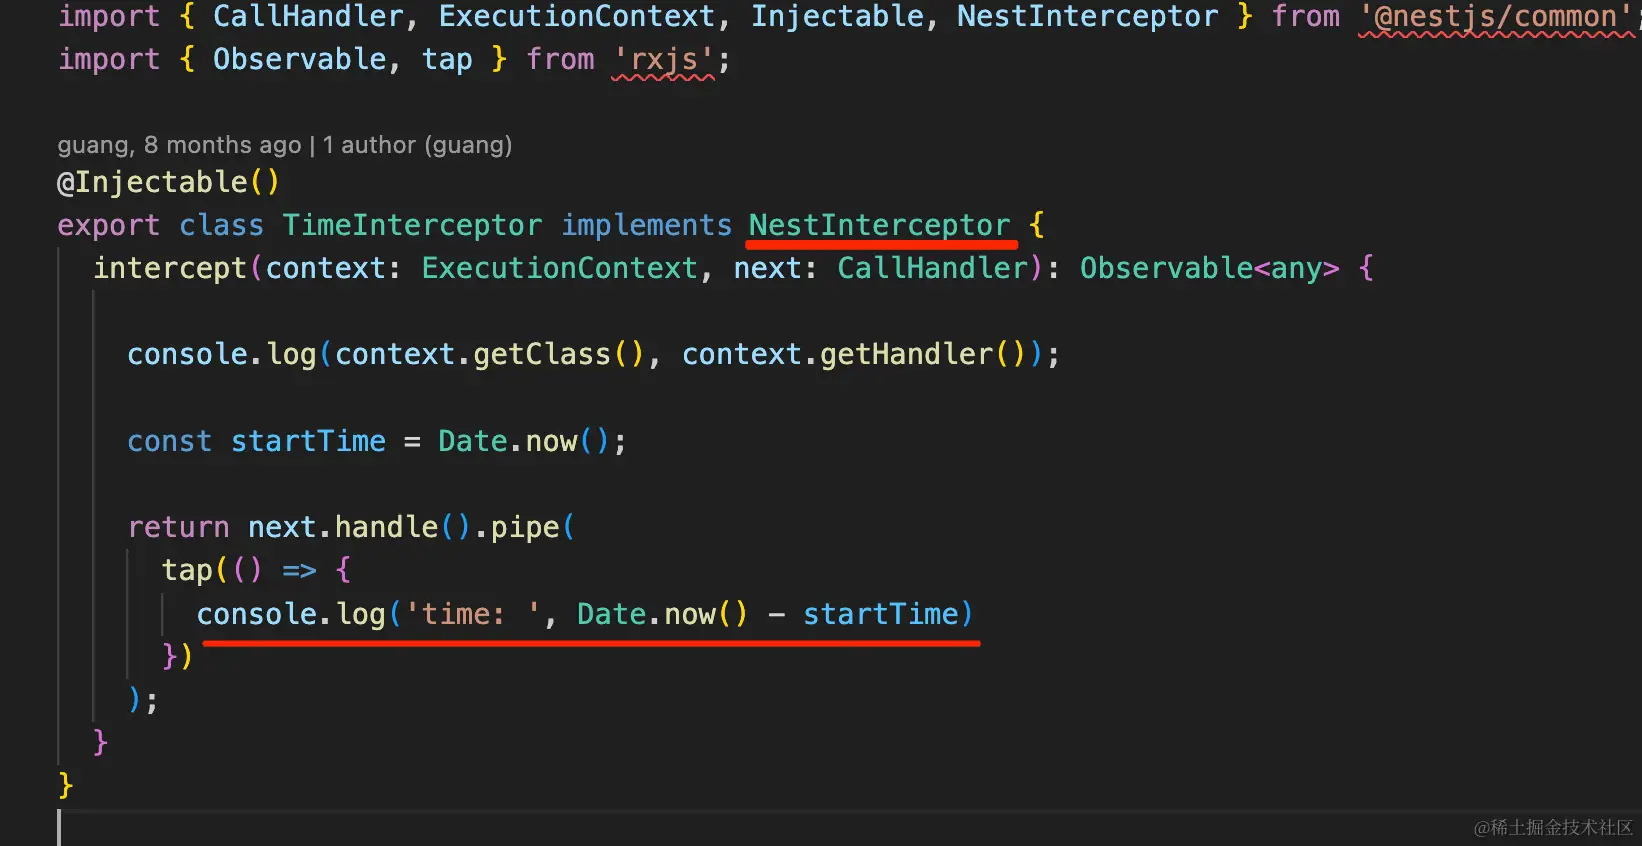 import { CallHandler, ExecutionContext, Injectable, NestInterceptor } from '@nestjs/common';
import { Observable, tap } from 'rxjs';
guang, 8 months ago | 1 author (guang)
@Injectable()
export class TimeInterceptor implements NestInterceptor {
intercept(context: ExecutionContext, next: CallHandler): Observable<any> {
console.log(context.getClass(), context.getHandler());
const startTime = Date.now();
return next.handle().pipe(
tap(() => {
console.log('time: ', Date.now() - startTime)
})
);
}
}
@稀土掘金技术社区